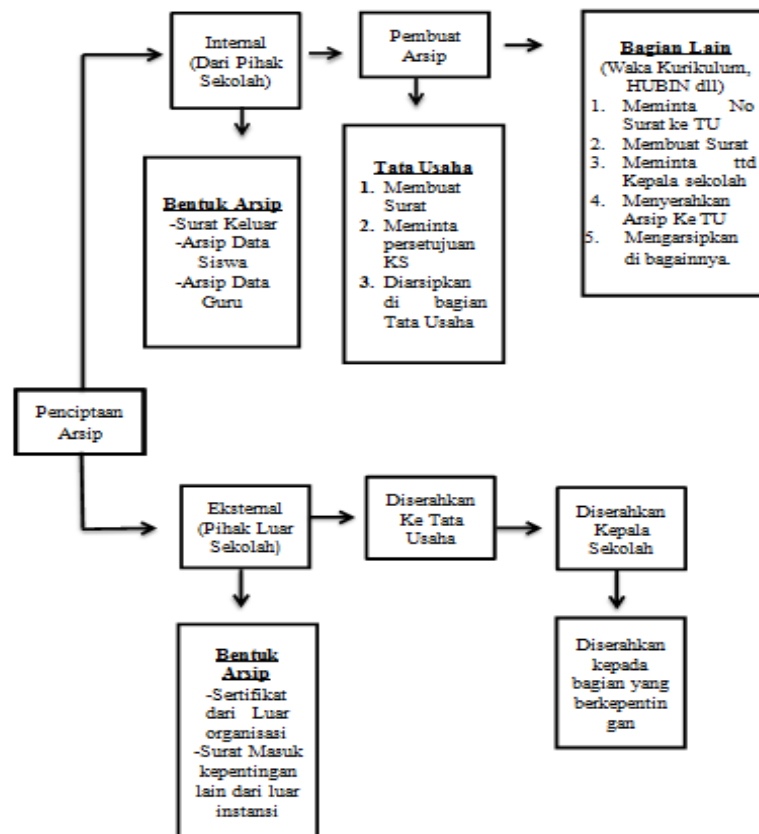 Internal
(Dari Pihak
Sekolah)
Pembuat
Arsip
Bagian Lain
(Waka Kurikulum,
HUBIN dll)
1. Meminta No
Surat ke TU
2. Membuat Surat
3. Meminta ttd
Kepala sekolah
4. Menyerahkan
Arsip Ke TU
5. Mengarsipkan
di bagainnya.
Bentuk Arsip
-Surat Keluar
-Arsip Data
Siswa
-Arsip Data
Guru
Tata Usaha
1. Membuat
Surat
2. Meminta
persetujuan
KS
3. Diarsipkan
di bagian
Tata Usaha
Penciptaan
Arsip
Eksternal
(Pihak Luar
Sekolah)
Diserahkan
Ke Tata
Usaha
Diserahkan
Kepala
Sekolah
Bentuk
Arsip
-Sertifikat
dari Luar
organisasi
-Surat Masuk
kepentingan
lain dari luar
instansi
Diserahkan
kepada
bagian yang
berkepentin
gan